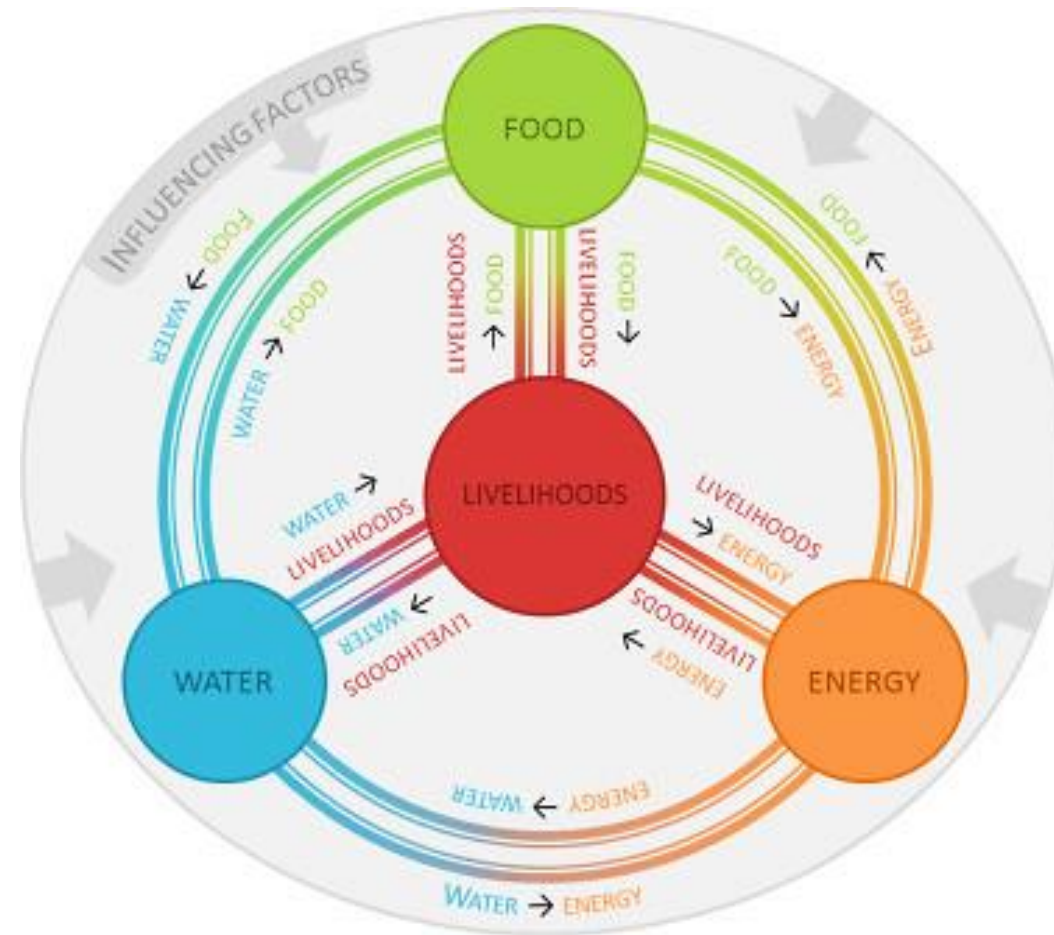 INFLUENCING FACTORS
FOOD
FOOD → WATER
WATER → FOOD
LIVELIHOODS
→ FOOD
LIVELIHOODS
FOOD →
ENERGY → FOOD
FOOD → ENERGY
LIVELIHOODS
WATER →
LIVELIHOODS
LIVELIHOODS
→ WATER
LIVELIHOODS
→ ENERGY
LIVELIHOODS
ENERGY →
WATER
ENERGY
ENERGY → WATER
WATER → ENERGY